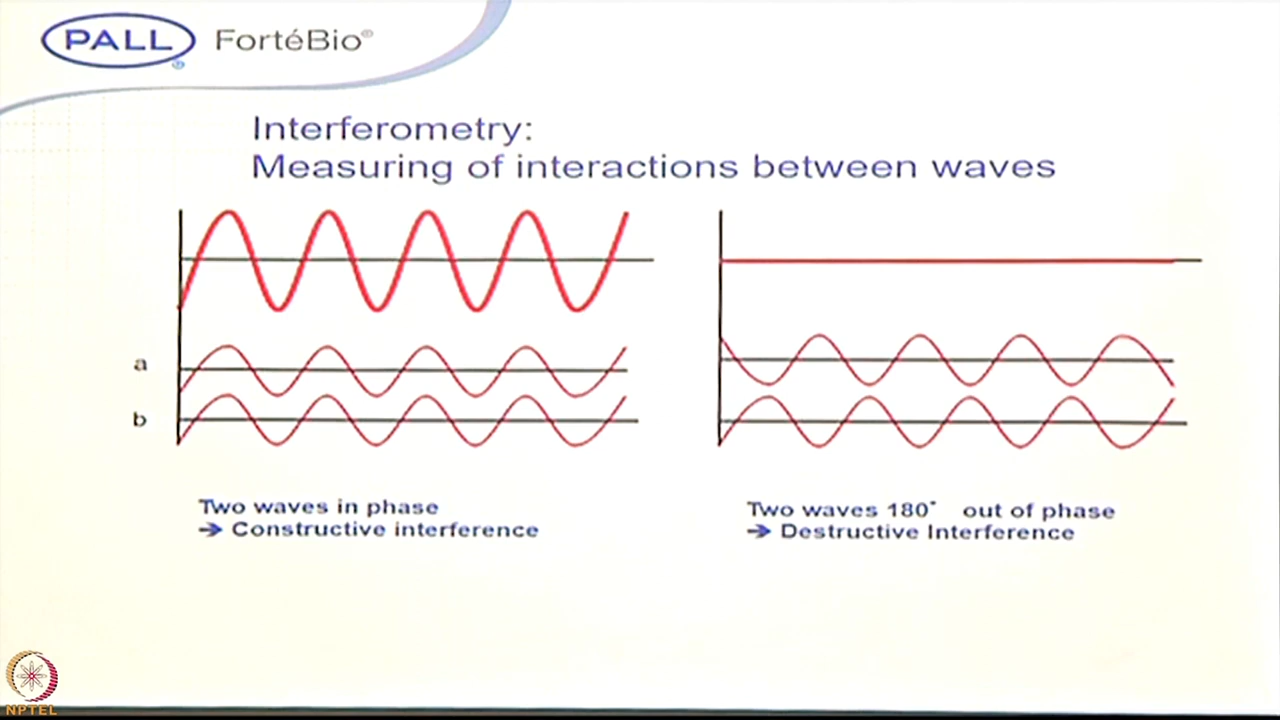 PALL
®
FortéBio®
Interferometry:
Measuring of interactions between waves
a
b
Two waves in phase
→ Constructive interference
Two waves 180° out of phase
→ Destructive Interference
NPTEL